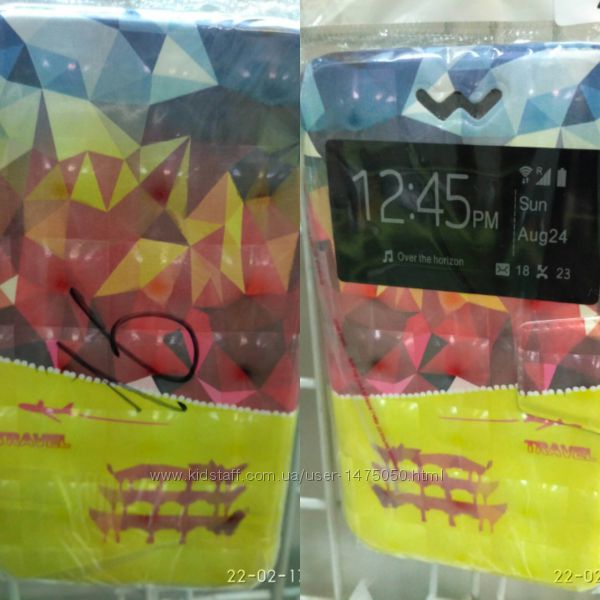 12:45PM
R
Sun
Aug24
Over the horizon
18 23
TRAVEL
TRAVEL
www.kidstaff.com.ua/user-1475050.html
22-02-17
22-02